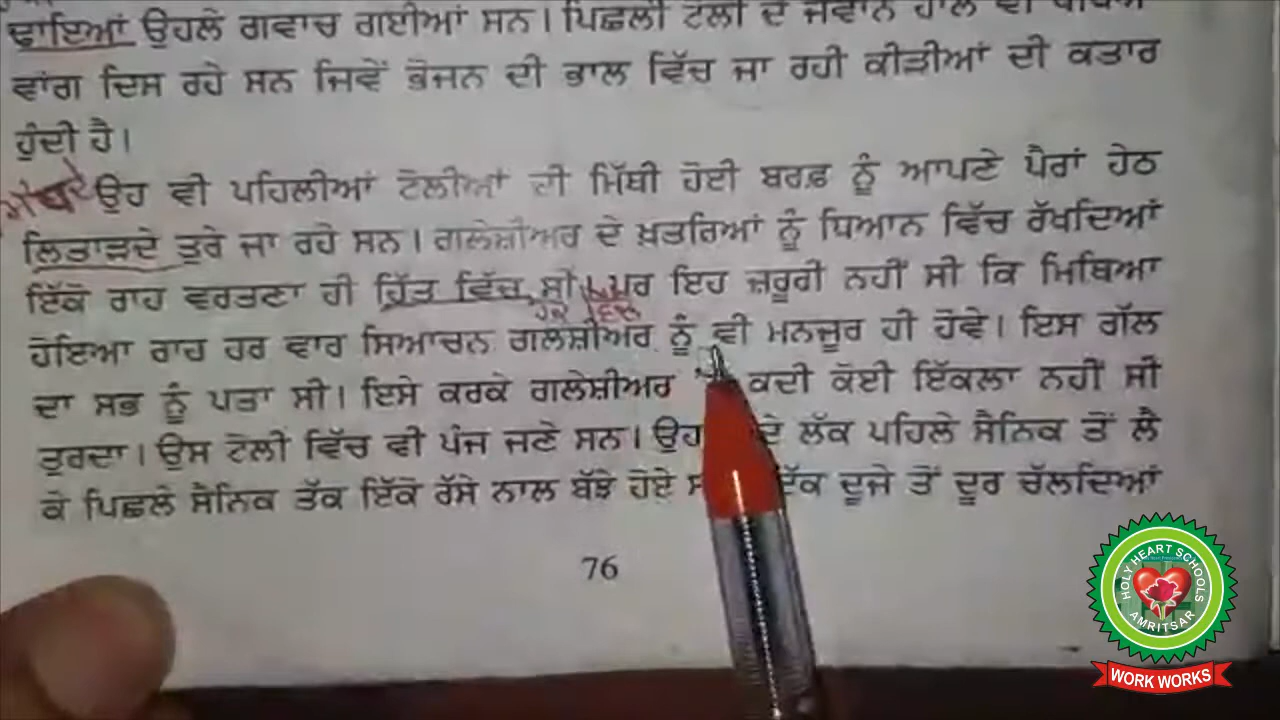 ਢਾਇਆਂ ਉਹਲੇ ਗਵਾਚ ਗਈਆਂ ਸਨ। ਪਿਛਲੀ ਟੋਲੀ ਦੇ ਜਵਾਨ ਹਾਲੇ ਵੀ
ਵਾਂਗ ਦਿਸ ਰਹੇ ਸਨ ਜਿਵੇਂ ਭੋਜਨ ਦੀ ਭਾਲ ਵਿੱਚ ਜਾ ਰਹੀ ਕੀੜੀਆਂ ਦੀ ਕਤਾਰ
ਹੁੰਦੀ ਹੈ।
ਉਹ ਵੀ ਪਹਿਲੀਆਂ ਟੋਲੀਆਂ ਦੀ ਮਿੱਥੀ ਹੋਈ ਬਰਫ਼ ਨੂੰ ਆਪਣੇ ਪੈਰਾਂ ਹੇਠ
ਲਿਤਾੜਦੇ ਤੁਰੇ ਜਾ ਰਹੇ ਸਨ। ਗਲੇਸ਼ੀਅਰ ਦੇ ਖ਼ਤਰਿਆਂ ਨੂੰ ਧਿਆਨ ਵਿੱਚ ਰੱਖਦਿਆਂ
ਇੱਕੋ ਰਾਹ ਵਰਤਣਾ ਹੀ ਹਿੱਤ ਵਿੱਚ ਸੀ ਪਰ ਇਹ ਜ਼ਰੂਰੀ ਨਹੀਂ ਸੀ ਕਿ ਮਿਥਿਆ
ਹੋਇਆ ਰਾਹ ਹਰ ਵਾਰ ਸਿਆਚਨ ਗਲੇਸ਼ੀਅਰ ਨੂੰ ਵੀ ਮਨਜ਼ੂਰ ਹੀ ਹੋਵੇ। ਇਸ ਗੱਲ
ਦਾ ਸਭ ਨੂੰ ਪਤਾ ਸੀ। ਇਸੇ ਕਰਕੇ ਗਲੇਸ਼ੀਅਰ ਕਦੀ ਕੋਈ ਇੱਕਲਾ ਨਹੀਂ ਸੀ
ਤੁਰਦਾ। ਉਸ ਟੋਲੀ ਵਿੱਚ ਵੀ ਪੰਜ ਜਣੇ ਸਨ। ਲੱਕ ਪਹਿਲੇ ਸੈਨਿਕ ਤੋਂ ਲੈ
ਕੇ ਪਿਛਲੇ ਸੈਨਿਕ ਤੱਕ ਇੱਕੋ ਰੱਸੇ ਨਾਲ ਬੱਝੇ ਹੋਏ ਦੂਜੇ ਤੋਂ ਦੂਰ ਚੱਲਦਿਆਂ
76
HOLY HEART SCHOOLS
AMRITSAR
WORK WORKS